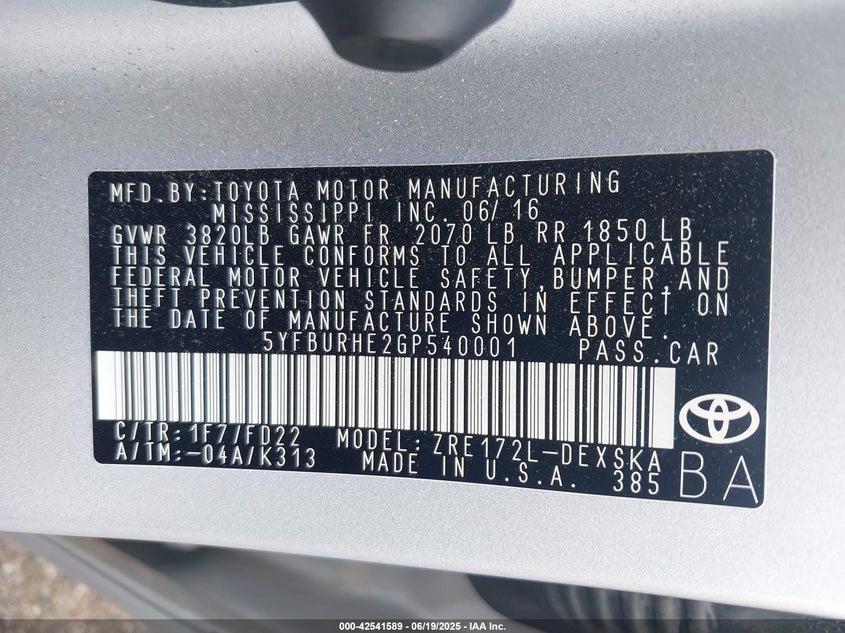 MFD.BY:TOYOTA MOTOR MANUFACTURING
MISSISSIPPI INC. 06/16
GVWR 3820LB GAWR FR 2070 LB RR 1850 LB
THIS VEHICLE CONFORMS TO ALL APPLICABLE
FEDERAL MOTOR VEHICLE SAFETY,BUMPER,AND
THEFT PREVENTION STANDARDS IN EFFECT ON
THE DATE OF MANUFACTURE SHOWN ABOVE.
5YFBURHE2GP540001 PASS.CAR
C/TR:1F77/FD22 MODEL:ZRE172L-DEXSKA
A/TM:-04A/K313 MADE IN U.S.A. 385
BA
000-42541589 - 06/19/2025 - IAA Inc.